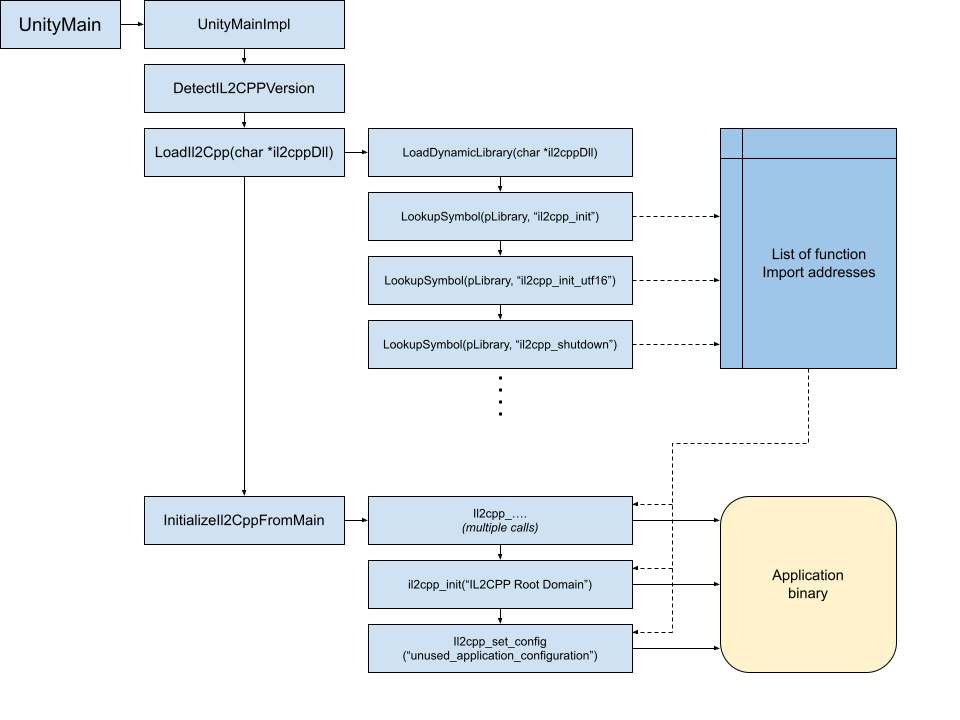 UnityMain
UnityMainImpl
DetectIL2CPPVersion
LoadIl2Cpp(char *il2cppDll)
LoadDynamicLibrary(char *il2cppDll)
LookupSymbol(pLibrary, “il2cpp_init”)
LookupSymbol(pLibrary, “il2cpp_init_utf16”)
LookupSymbol(pLibrary, “il2cpp_shutdown”)
List of function
Import addresses
InitializeIl2CppFromMain
Il2cpp_….
(multiple calls)
il2cpp_init(“IL2CPP Root Domain”)
Il2cpp_set_config
(“unused_application_configuration”)
Application
binary